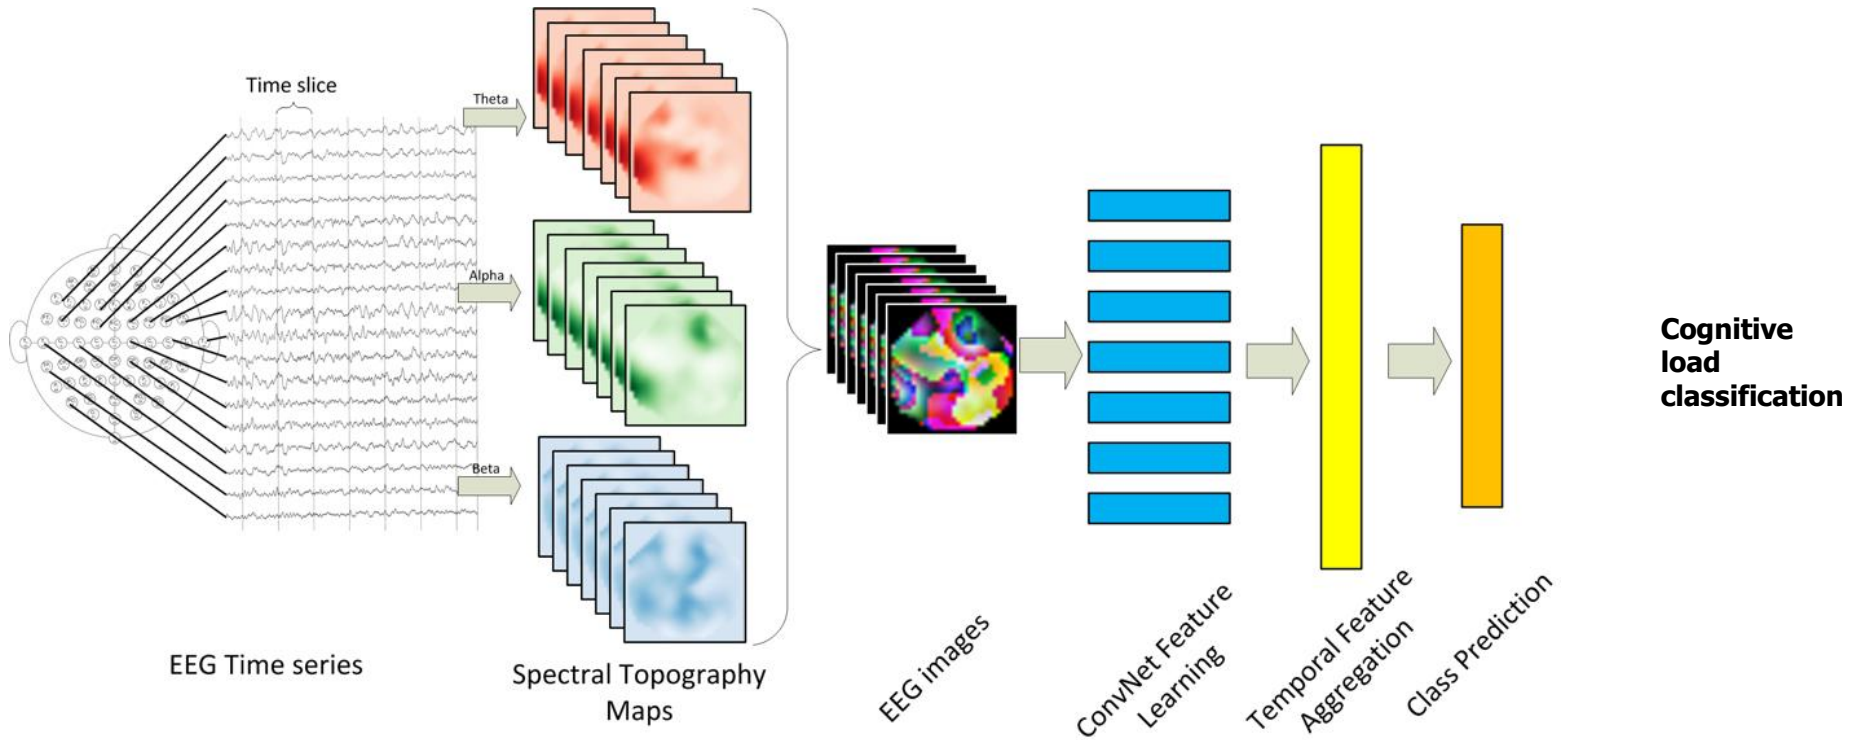 Time slice
Theta
Alpha
Beta
EEG Time series
Spectral Topography
Maps
EEG images
ConvNet Feature
Learning
Temporal Feature
Aggregation
Class Prediction
Cognitive
load
classification